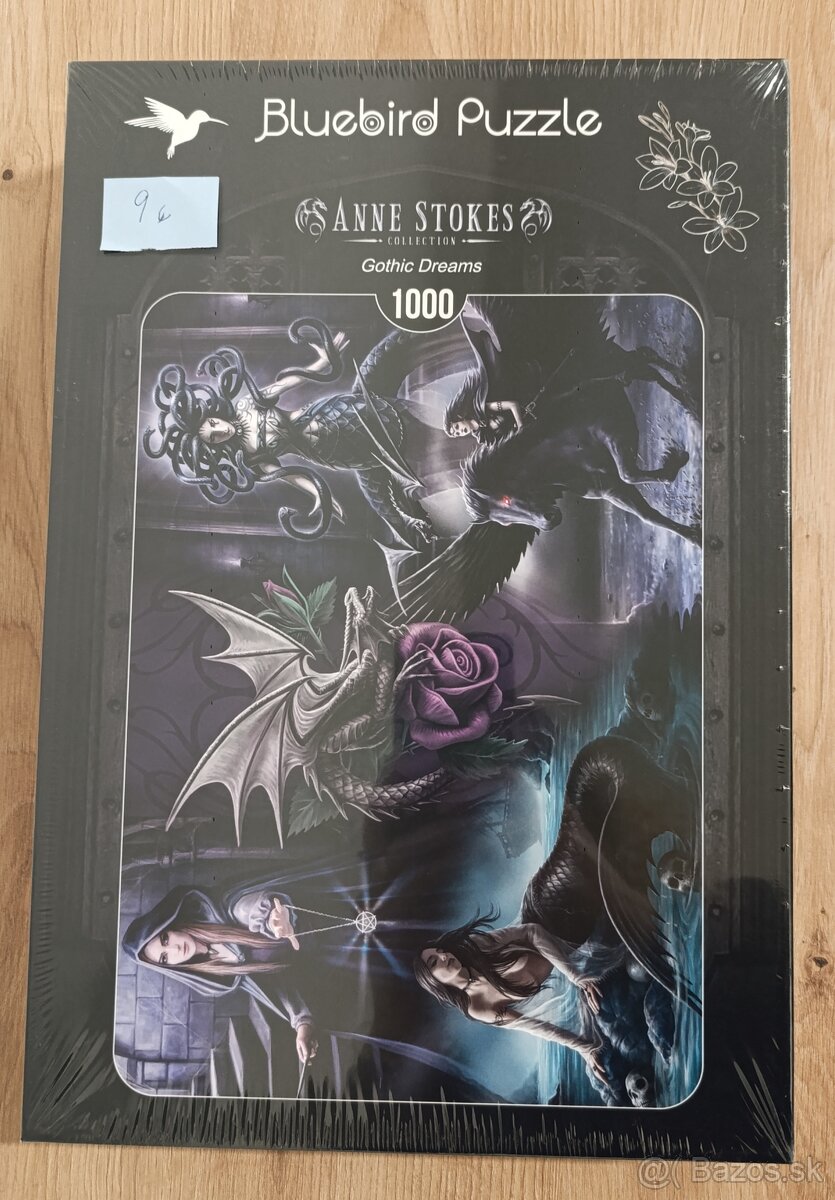 Bluebird Puzzle
9€
ANNE STOKES
COLLECTION
Gothic Dreams
1000
@( Bazos.sk